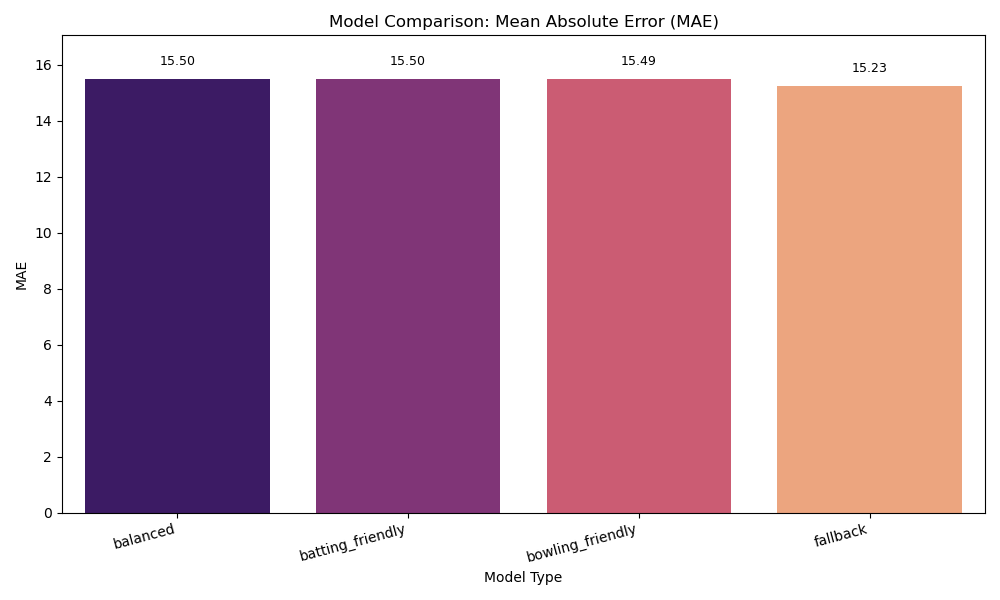 Model Comparison: Mean Absolute Error (MAE)
15.50
15.50
15.49
15.23
16
14
12
10
8
6
4
2
0
MAE
balanced
batting_friendly
bowling_friendly
fallback
Model Type